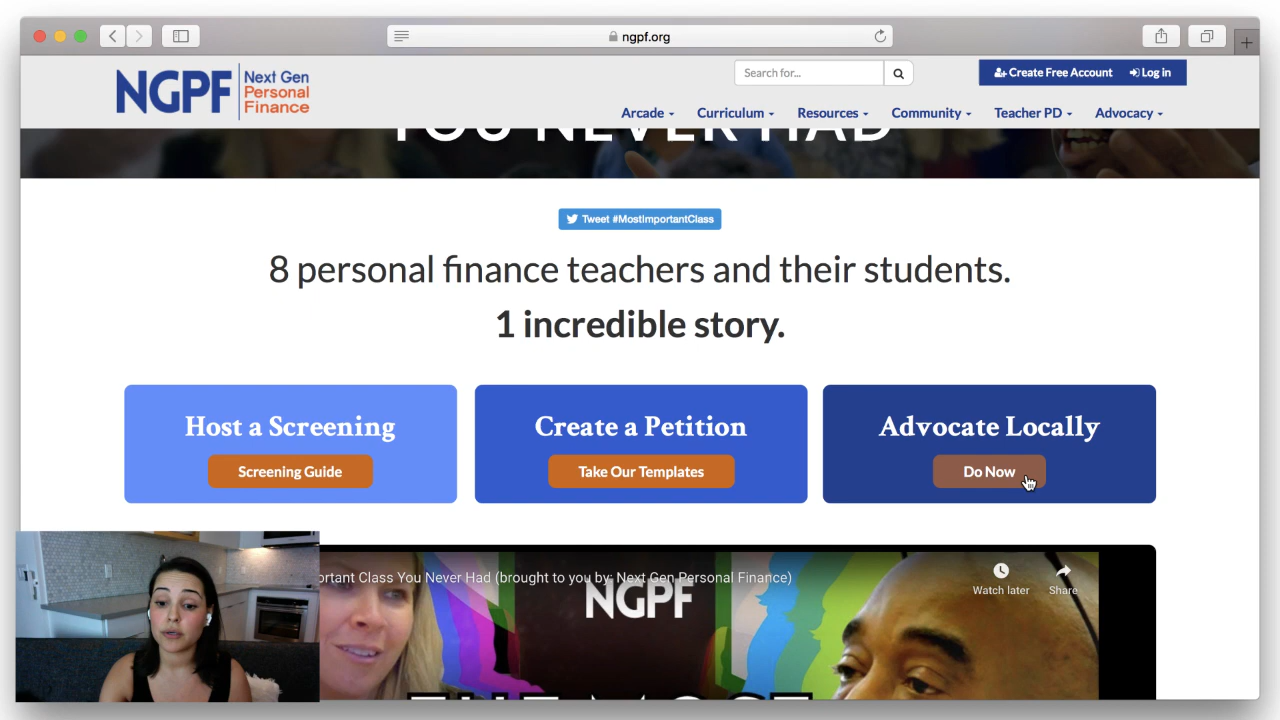 ngpf.org
NGPF Next Gen
Personal
Finance
Search for...
Create Free Account Log in
Arcade Curriculum Resources Community Teacher PD Advocacy
YOU NEVER HAD
Tweet #MostImportantClass
8 personal finance teachers and their students.
1 incredible story.
Host a Screening
Screening Guide
Create a Petition
Take Our Templates
Advocate Locally
Do Now
ortant Class You Never Had (brought to you by: Next Gen Personal Finance)
Watch later
Share
NGPF
THE MOST